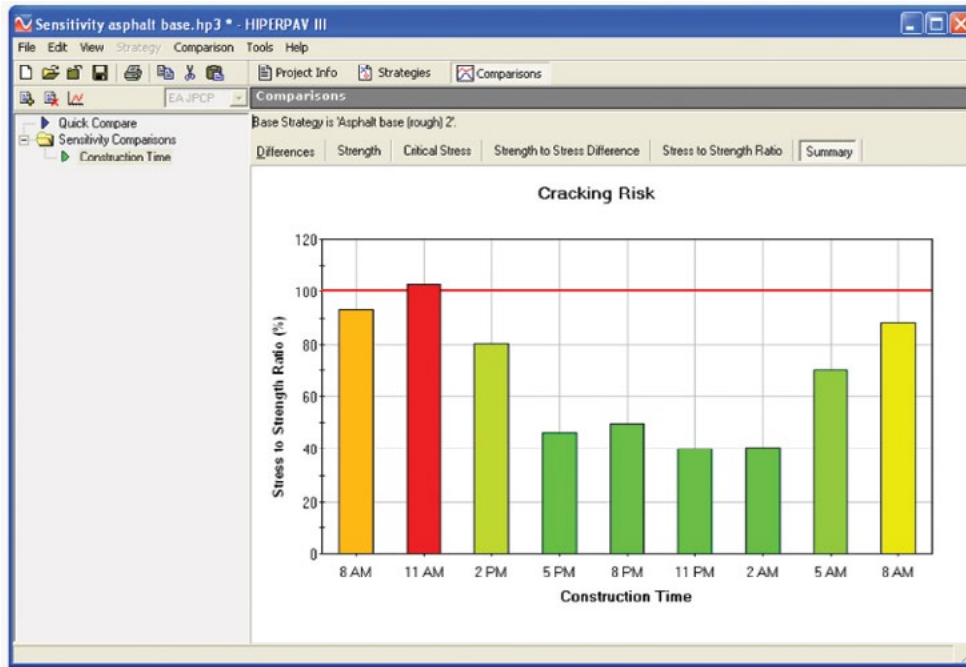 Sensitivity asphalt base.hp3 * - HIPERPAV III
File Edit View Strategy Comparison Tools Help
Project Info Strategies Comparisons
EA JPCP Comparisons
Quick Compare
Sensitivity Comparisons
Construction Time
Base Strategy is 'Asphalt base (rough) 2'.
Differences Strength Critical Stress Strength to Stress Difference Stress to Strength Ratio Summary
Cracking Risk
Stress to Strength Ratio (%)
120
100
80
60
40
20
0
8 AM 11 AM 2 PM 5 PM 8 PM 11 PM 2 AM 5 AM 8 AM
Construction Time